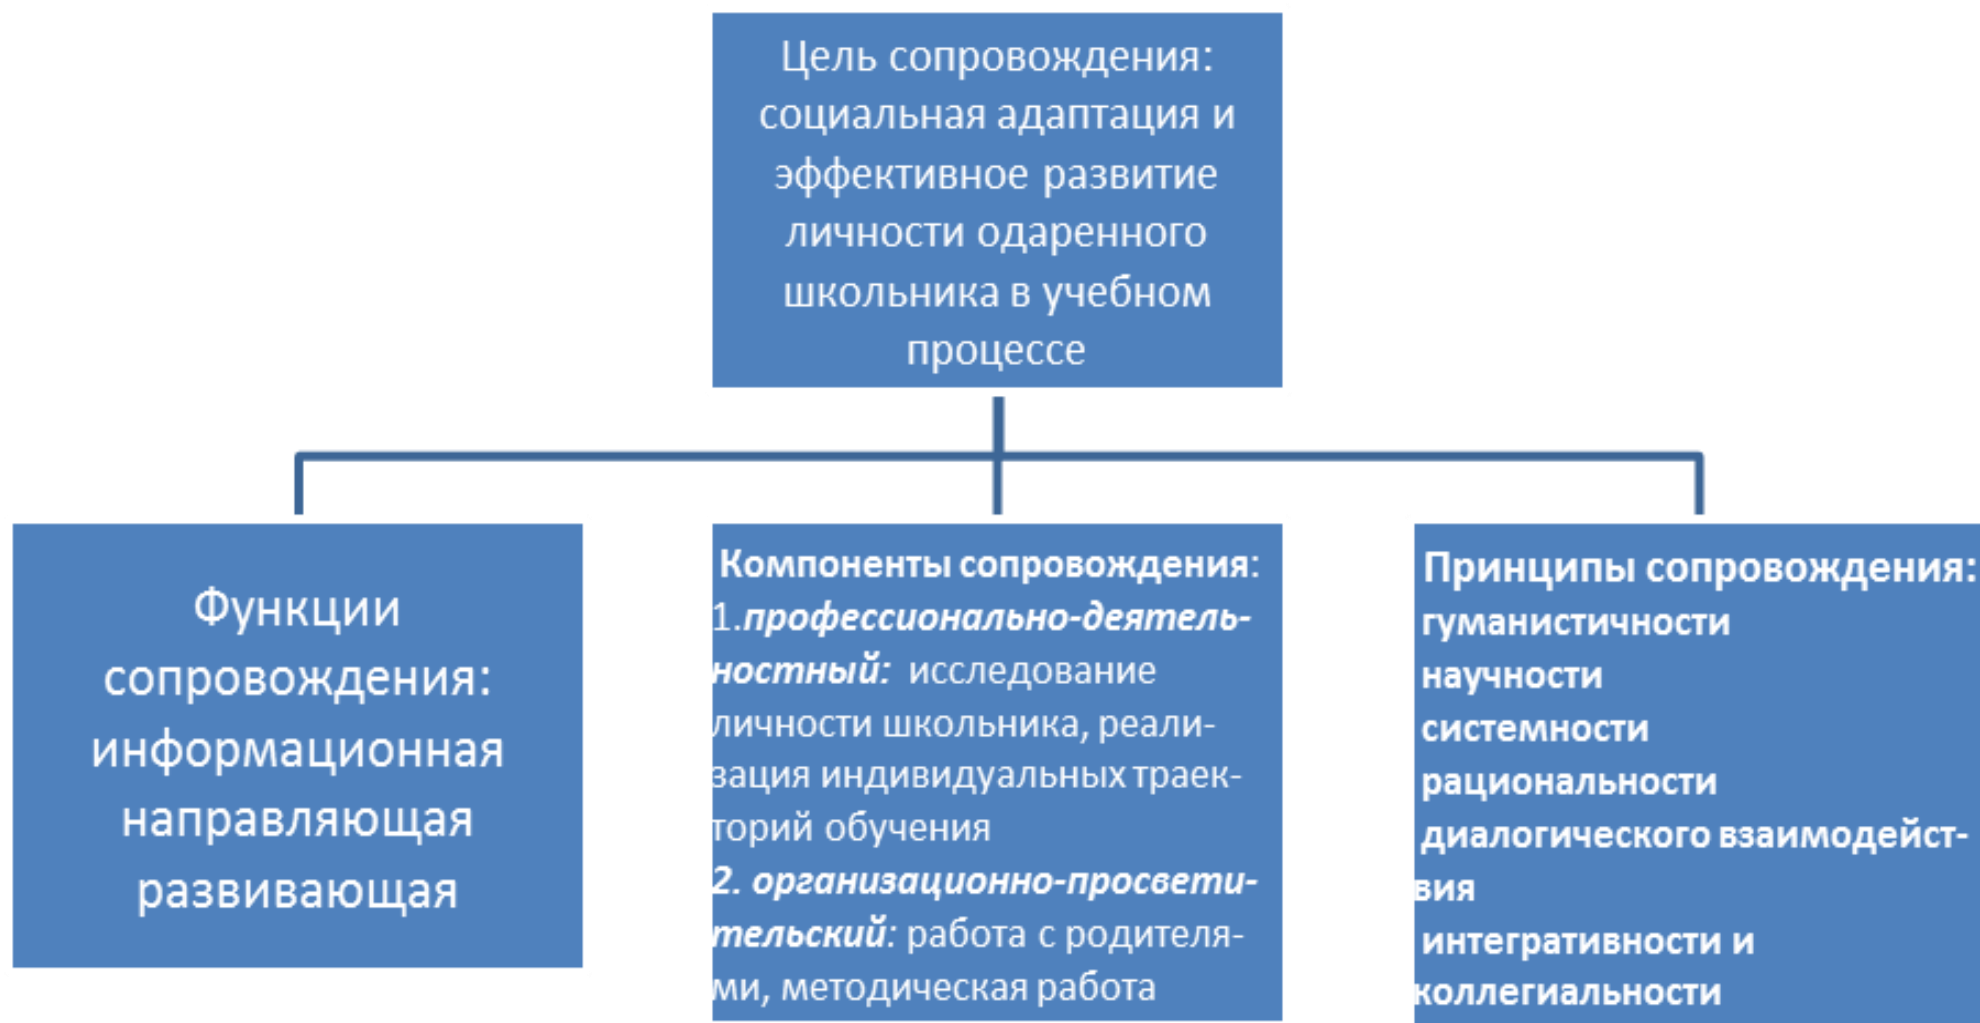 Цель сопровождения:
социальная адаптация и
эффективное развитие
личности одаренного
школьника в учебном
процессе
Функции
сопровождения:
информационная
направляющая
развивающая
Компоненты сопровождения:
1.профессионально-деятель-
ностный: исследование
личности школьника, реали-
зация индивидуальных траек-
торий обучения
2. организационно-просвети-
тельский: работа с родителя-
ми, методическая работа
Принципы сопровождения:
гуманистичности
научности
системности
рациональности
диалогического взаимодейст-
вия
интегративности и
коллегиальности